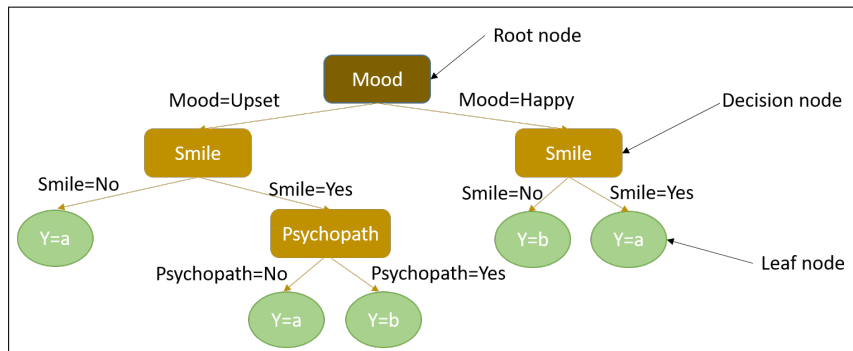 Root node
Mood
Mood=Upset
Mood=Happy
Decision node
Smile
Smile
Smile=No
Smile=Yes
Smile=No
Smile=Yes
Y=a
Psychopath
Y=b
Y=a
Leaf node
Psychopath=No
Psychopath=Yes
Y=a
Y=b